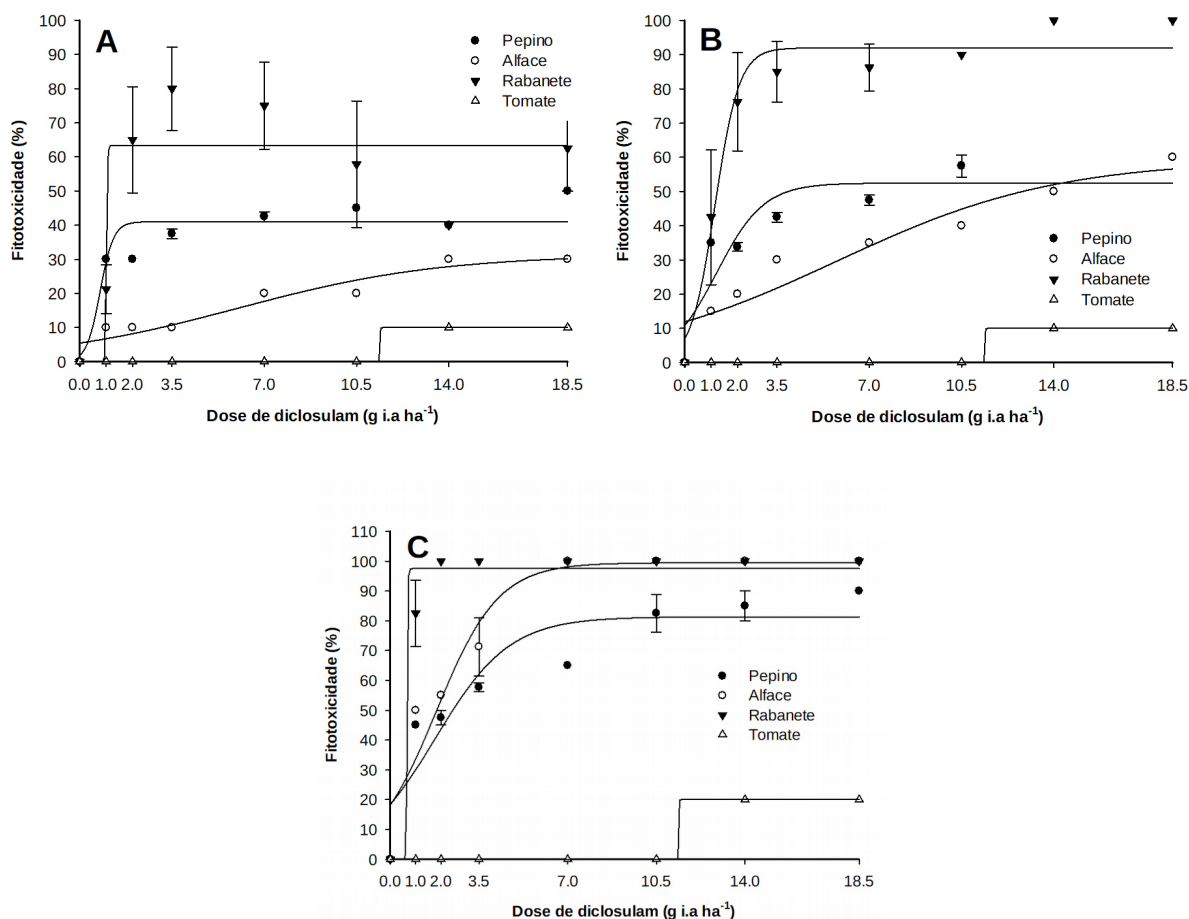 A
Fitotoxicidade (%)
100
90
80
70
60
50
40
30
20
10
0
Pepino
Alface
Rabanete
Tomate
0.0 1.0 2.0 3.5 7.0 10.5 14.0 18.5
Dose de diclosulam (g i.a ha⁻¹)
B
Fitotoxicidade (%)
100
90
80
70
60
50
40
30
20
10
0
Pepino
Alface
Rabanete
Tomate
0.0 1.0 2.0 3.5 7.0 10.5 14.0 18.5
Dose de diclosulam (g i.a ha⁻¹)
C
Fitotoxicidade (%)
110
100
90
80
70
60
50
40
30
20
10
0
Pepino
Alface
Rabanete
Tomate
0.0 1.0 2.0 3.5 7.0 10.5 14.0 18.5
Dose de diclosulam (g i.a ha⁻¹)